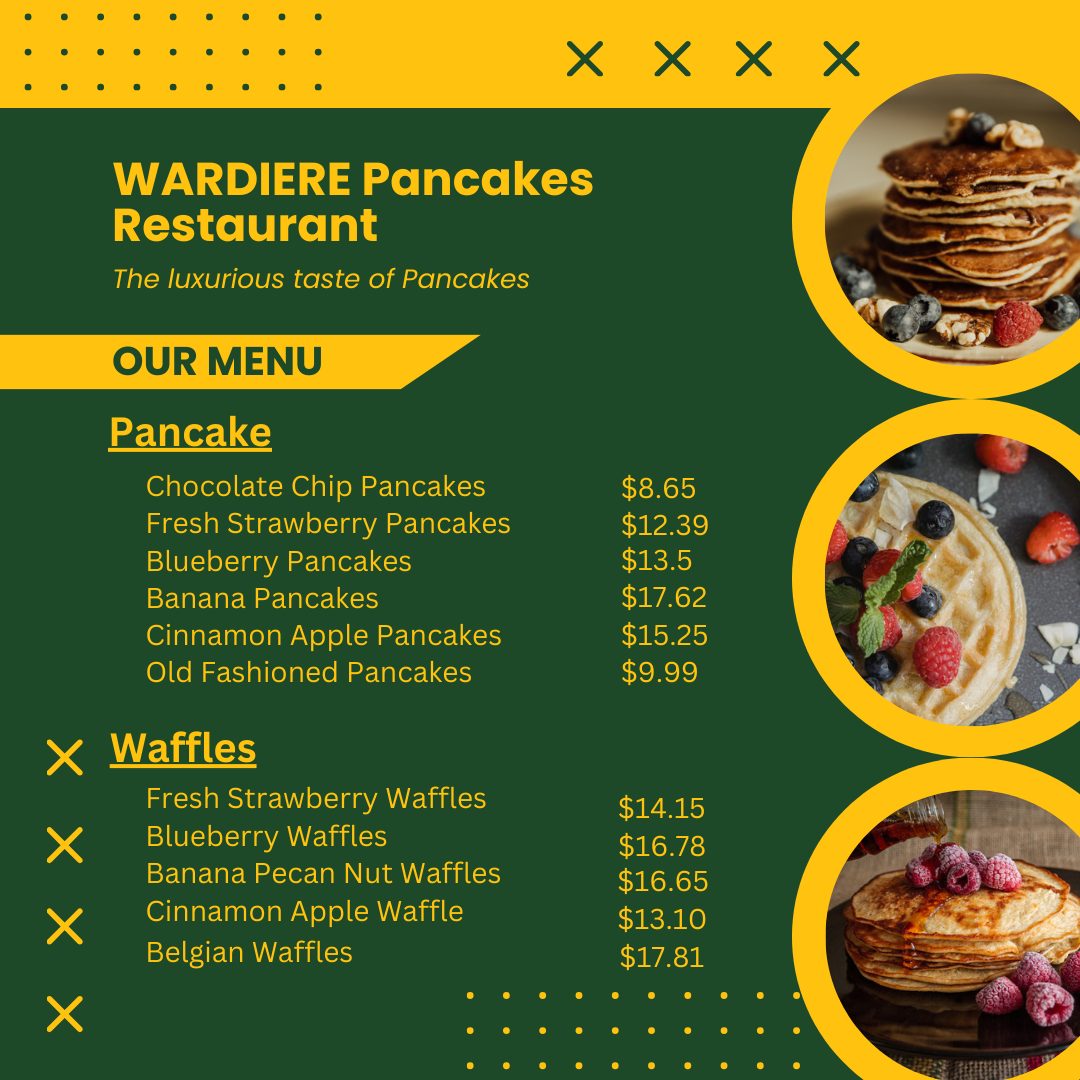 WARDIERE Pancakes
Restaurant
The luxurious taste of Pancakes
OUR MENU
Pancake
Chocolate Chip Pancakes $8.65
Fresh Strawberry Pancakes $12.39
Blueberry Pancakes $13.5
Banana Pancakes $17.62
Cinnamon Apple Pancakes $15.25
Old Fashioned Pancakes $9.99
Waffles
Fresh Strawberry Waffles $14.15
Blueberry Waffles $16.78
Banana Pecan Nut Waffles $16.65
Cinnamon Apple Waffle $13.10
Belgian Waffles $17.81